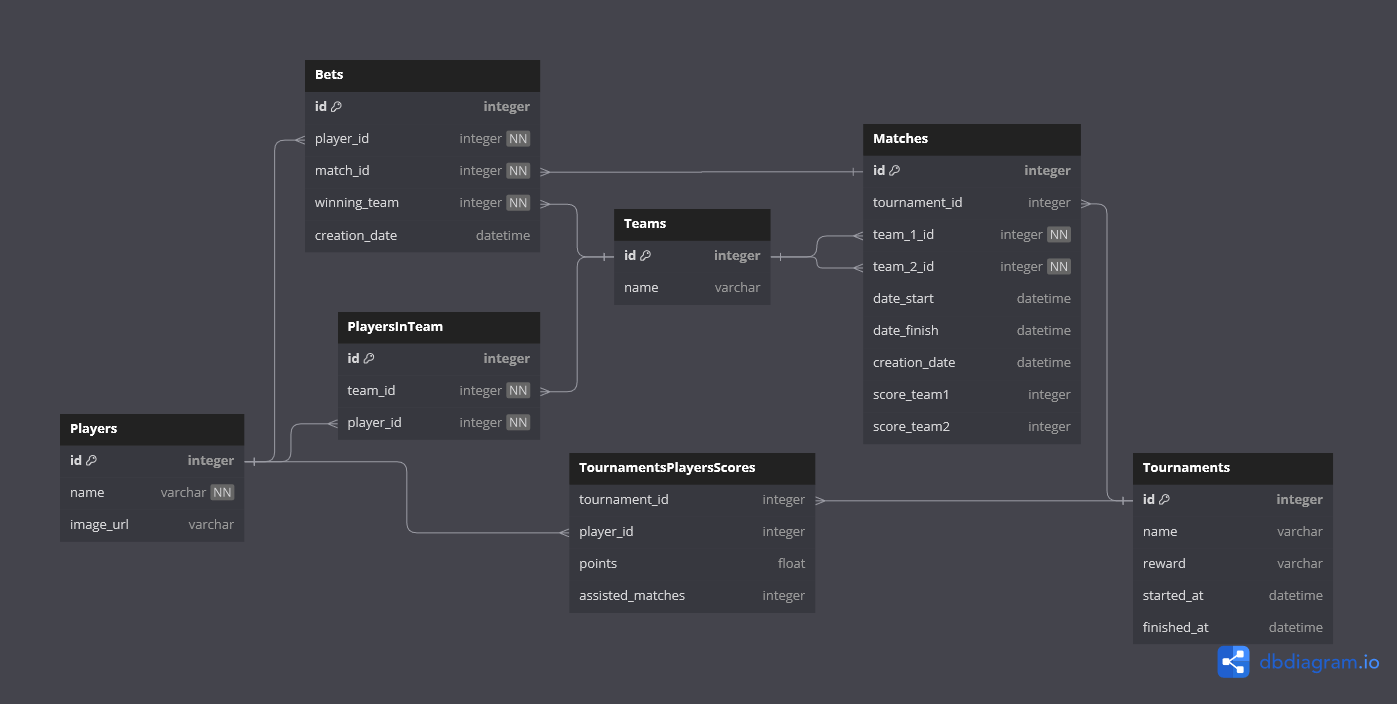 Bets
id integer
player_id integer NN
match_id integer NN
winning_team integer NN
creation_date datetime
Matches
id integer
tournament_id integer
team_1_id integer NN
team_2_id integer NN
date_start datetime
date_finish datetime
creation_date datetime
score_team1 integer
score_team2 integer
Teams
id integer
name varchar
PlayersInTeam
id integer
team_id integer NN
player_id integer NN
Players
id integer
name varchar NN
image_url varchar
TournamentsPlayersScores
tournament_id integer
player_id integer
points float
assisted_matches integer
Tournaments
id integer
name varchar
reward varchar
started_at datetime
finished_at datetime
dbdiagram.io